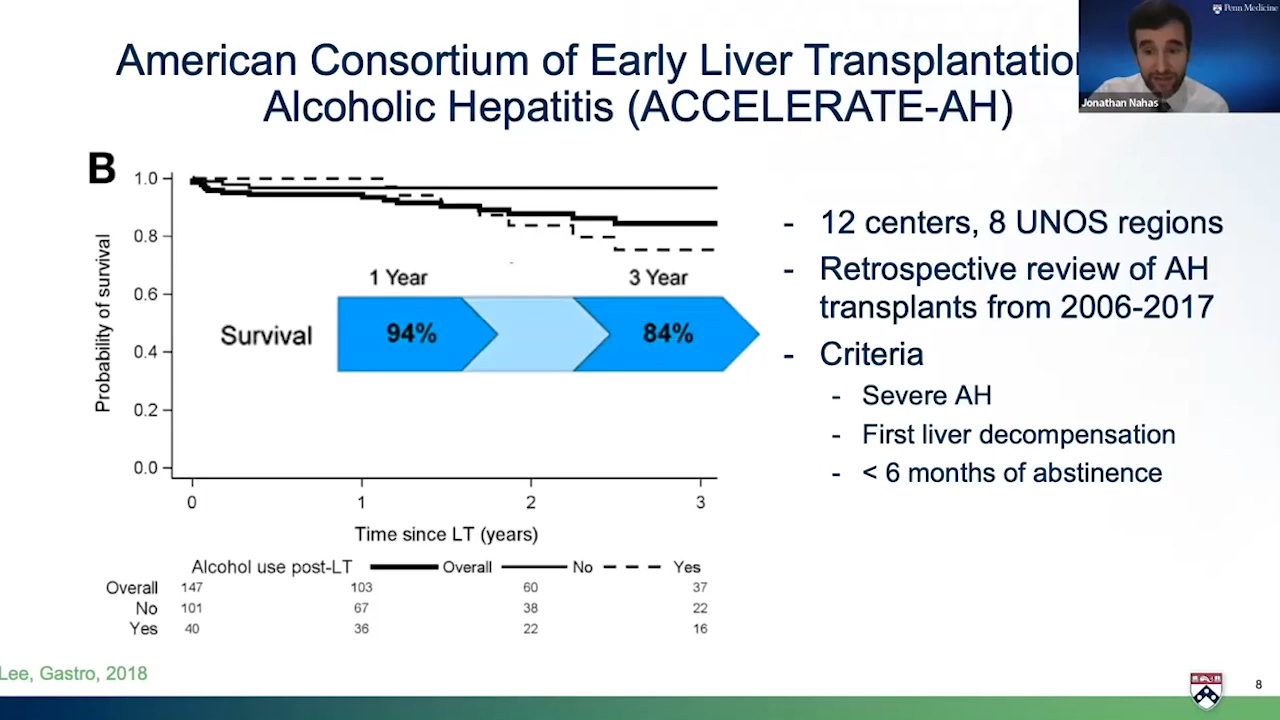 American Consortium of Early Liver Transplantation
Alcoholic Hepatitis (ACCELERATE-AH)
Penn Medicine
Jonathan Nahas
B
Probability of survival
1.0
0.8
0.6
0.4
0.2
0.0
1 Year
3 Year
Survival
94%
84%
0
1
2
3
Time since LT (years)
Alcohol use post-LT Overall No Yes
Overall 147 103 60 37
No 101 67 38 22
Yes 40 36 22 16
- 12 centers, 8 UNOS regions
- Retrospective review of AH
transplants from 2006-2017
- Criteria
- Severe AH
- First liver decompensation
- < 6 months of abstinence
Lee, Gastro, 2018
8